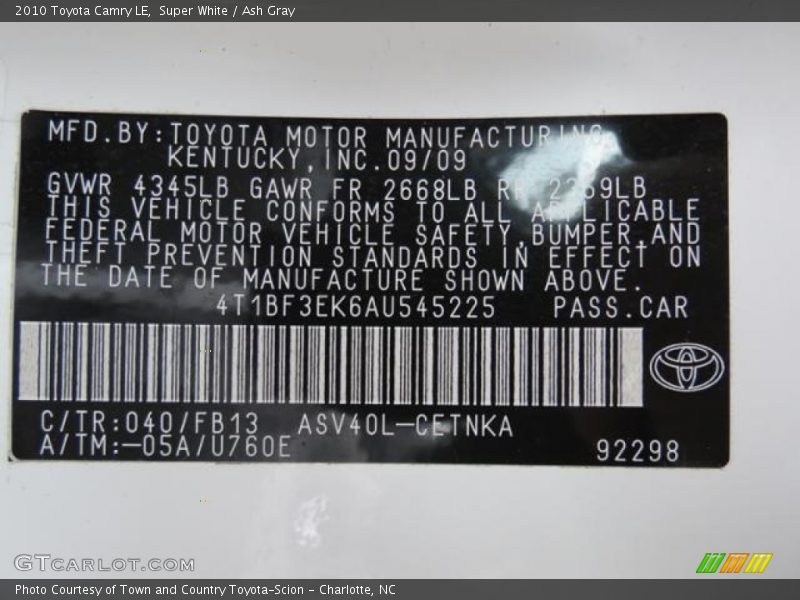 2010 Toyota Camry LE,  Super White / Ash Gray
MFD.BY:TOYOTA MOTOR MANUFACTURING
KENTUCKY,INC.09/09
GVWR 4345LB GAWR FR 2668LB RR LB
THIS VEHICLE CONFORMS TO ALL APPLICABLE
FEDERAL MOTOR VEHICLE SAFETY,BUMPER,AND
THEFT PREVENTION STANDARDS IN EFFECT ON
THE DATE OF MANUFACTURE SHOWN ABOVE.
4T1BF3EK6AU545225 PASS.CAR
C/TR:040/FB13 ASV40L-CETNKA
A/TM:-05A/U760E 92298
GTCARLOT.COM
Photo Courtesy of Town and Country Toyota-Scion - Charlotte, NC